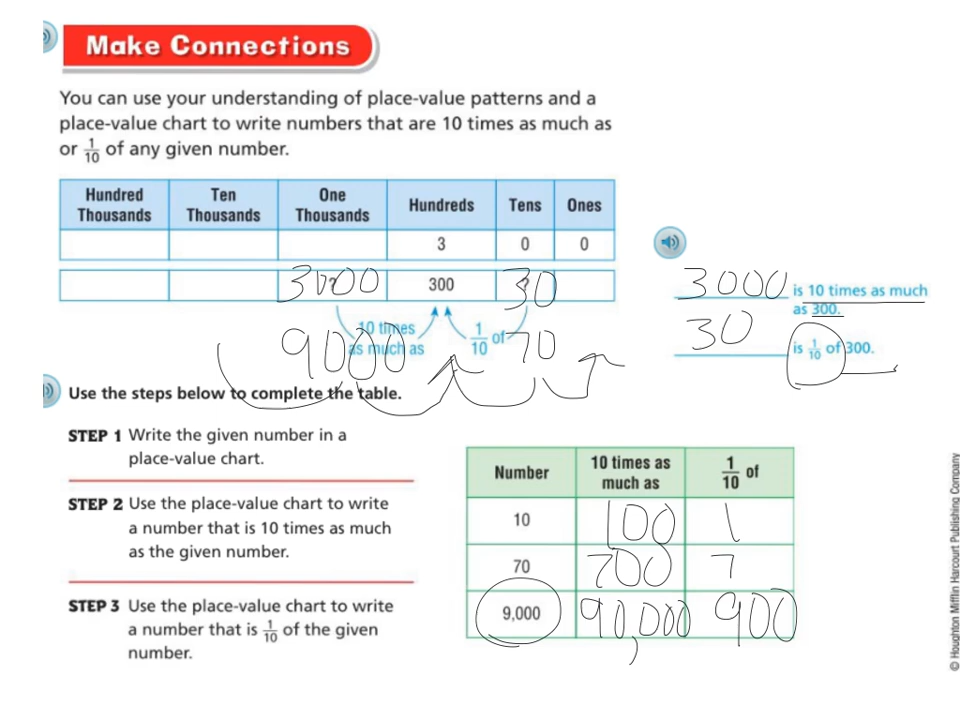 Make Connections
You can use your understanding of place-value patterns and a
place-value chart to write numbers that are 10 times as much as
or 1/10 of any given number.
Hundred Thousands Ten Thousands One Thousands Hundreds Tens Ones
3 0 0
3000 300 30
10 times as much as 1/10 of
9000 70
3000 is 10 times as much
as 300.
30 is 1/10 of 300.
Use the steps below to complete the table.
STEP 1 Write the given number in a
place-value chart.
STEP 2 Use the place-value chart to write
a number that is 10 times as much
as the given number.
STEP 3 Use the place-value chart to write
a number that is 1/10 of the given
number.
Number 10 times as much as 1/10 of
10 100 1
70 700 7
9,000 90,000 900
© Houghton Mifflin Harcourt Publishing Company